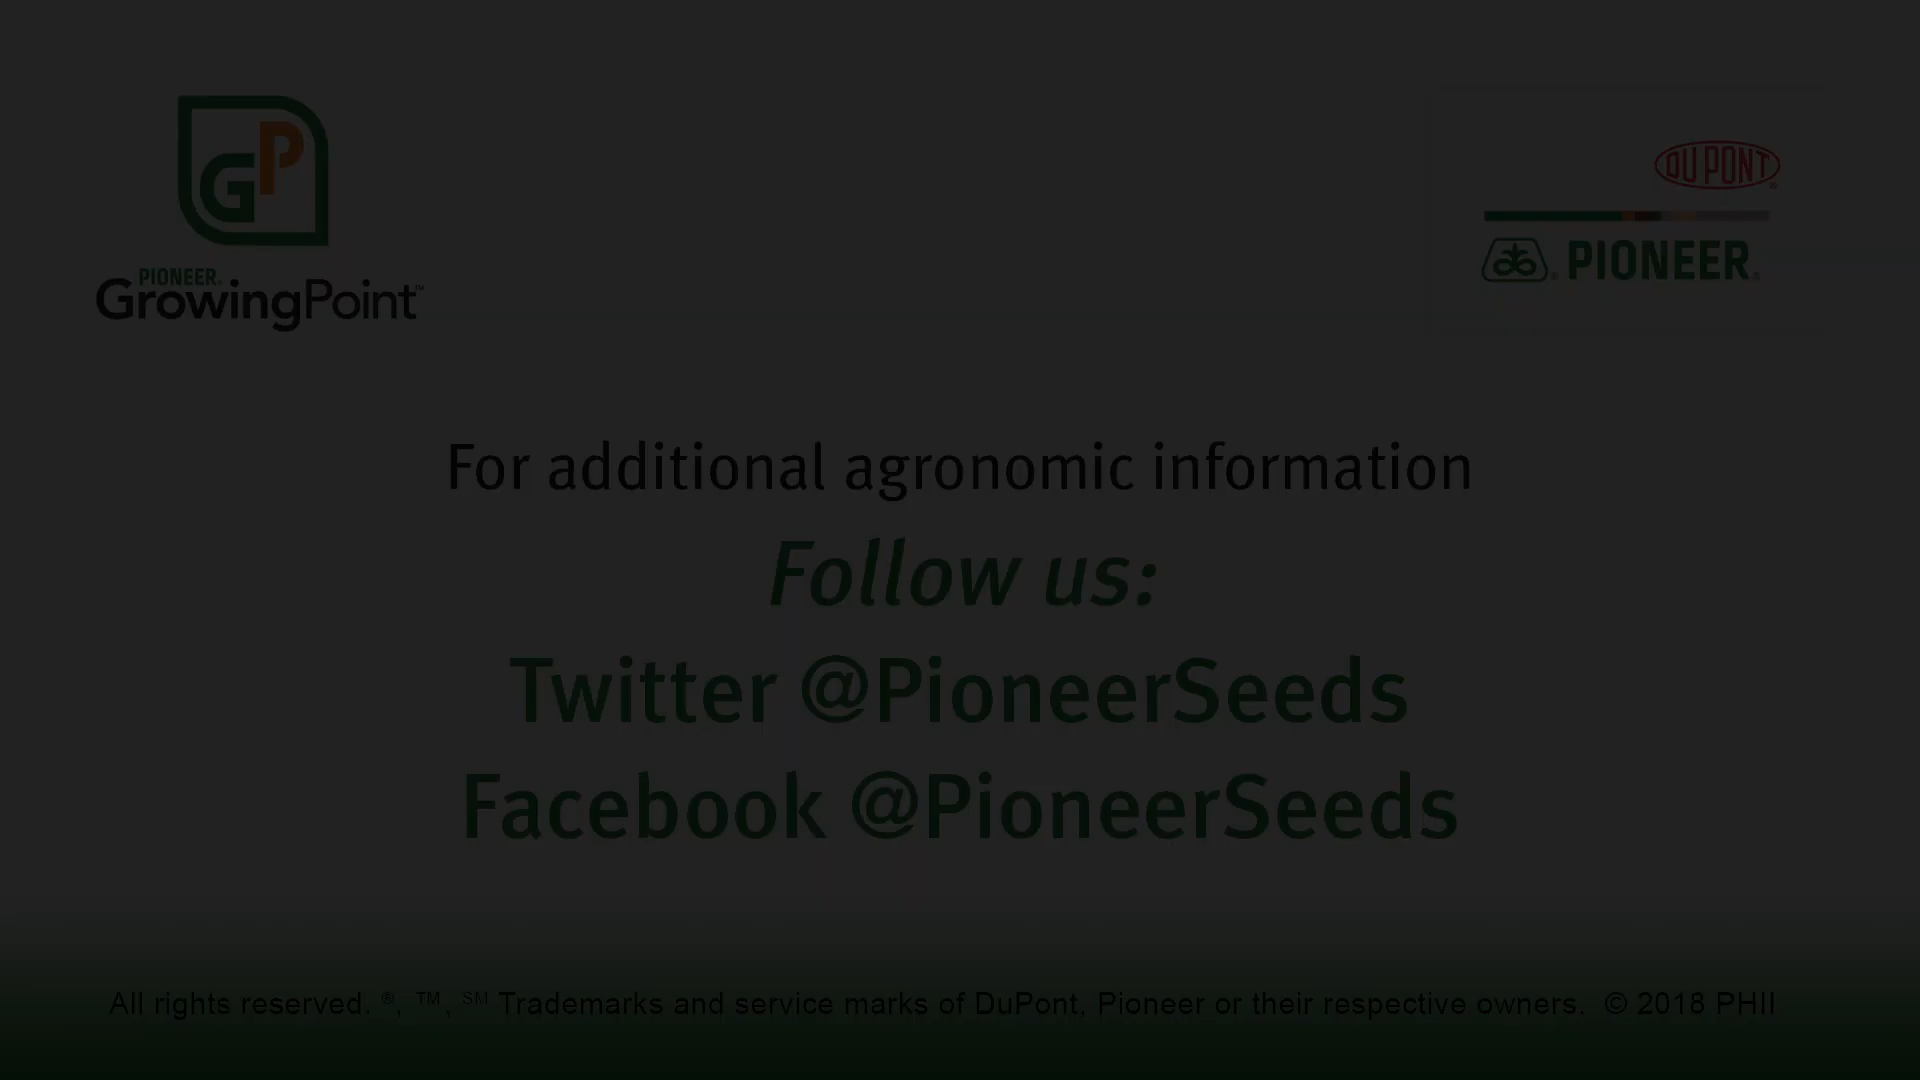 GP
PIONEER®
GrowingPoint™
DUPONT®
® PIONEER®
For additional agronomic information
Follow us:
Twitter @PioneerSeeds
Facebook @PioneerSeeds
All rights reserved. ®, ™, ℠ Trademarks and service marks of DuPont, Pioneer or their respective owners. © 2018 PHII